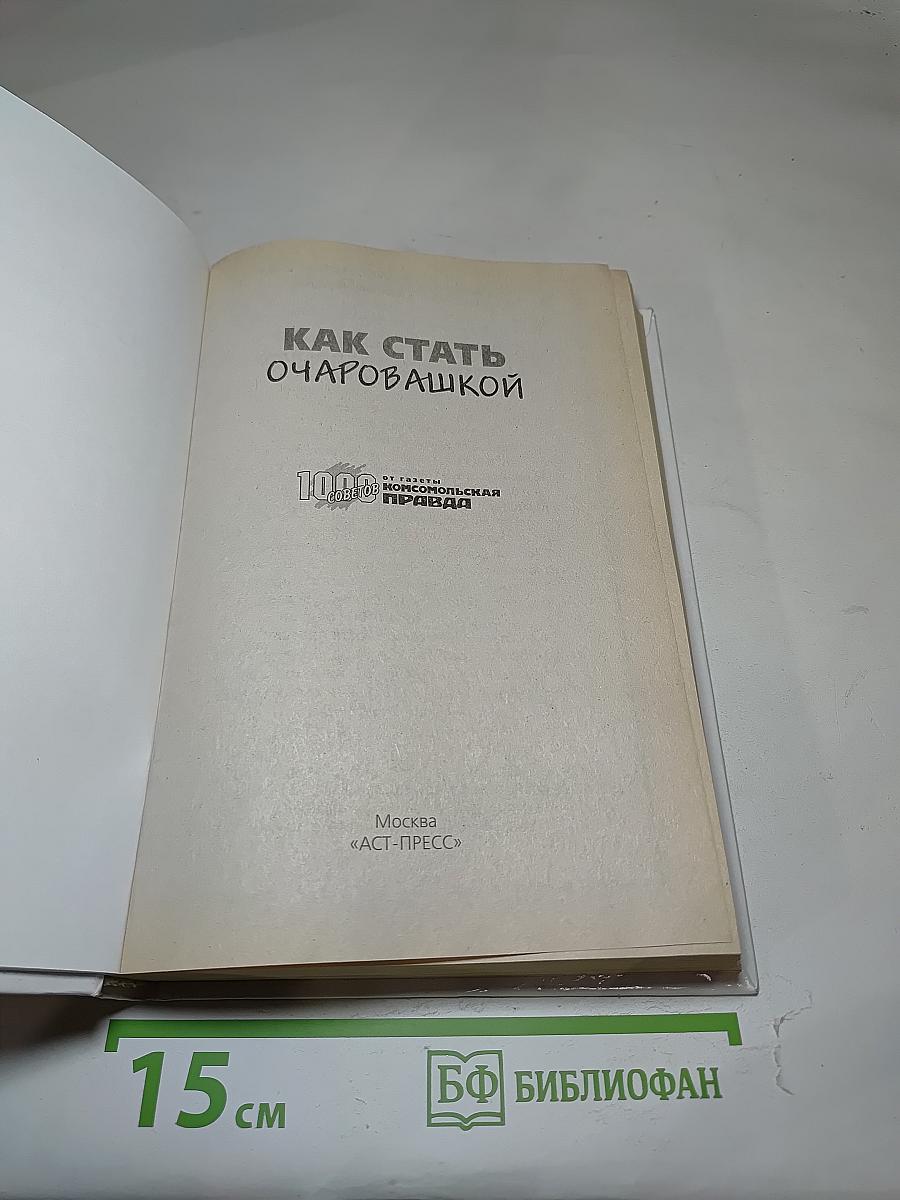 КАК СТАТЬ
ОЧАРОВАШКОЙ
1000 СОВЕТОВ
от газеты
КОМСОМОЛЬСКАЯ
ПРАВДА
Москва
«АСТ-ПРЕСС»
15 см
БФ БИБЛИОФАН